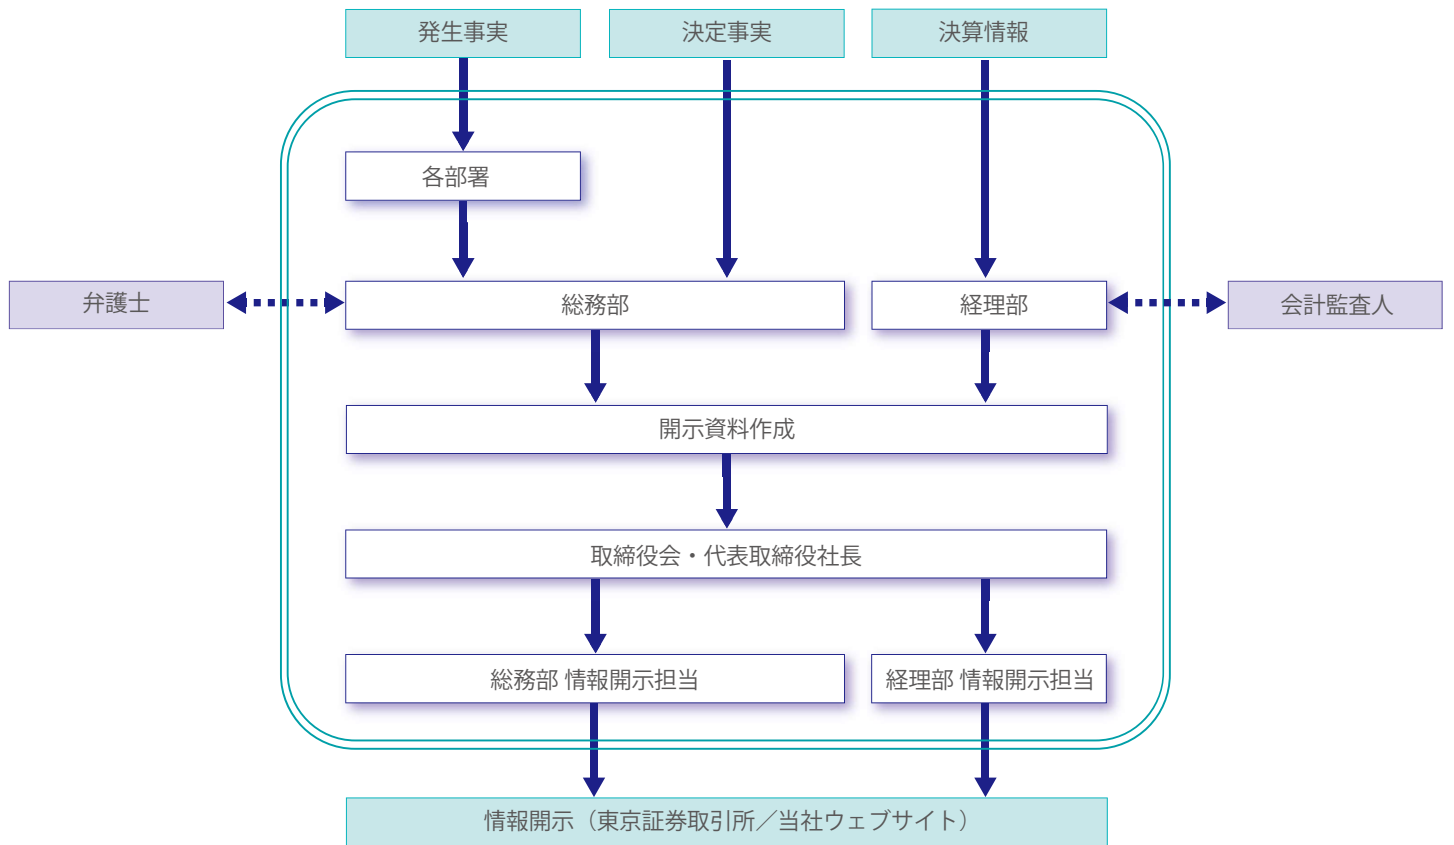 発生事実
決定事実
決算情報
各部署
弁護士
総務部
経理部
会計監査人
開示資料作成
取締役会・代表取締役社長
総務部 情報開示担当
経理部 情報開示担当
情報開示（東京証券取引所／当社ウェブサイト）